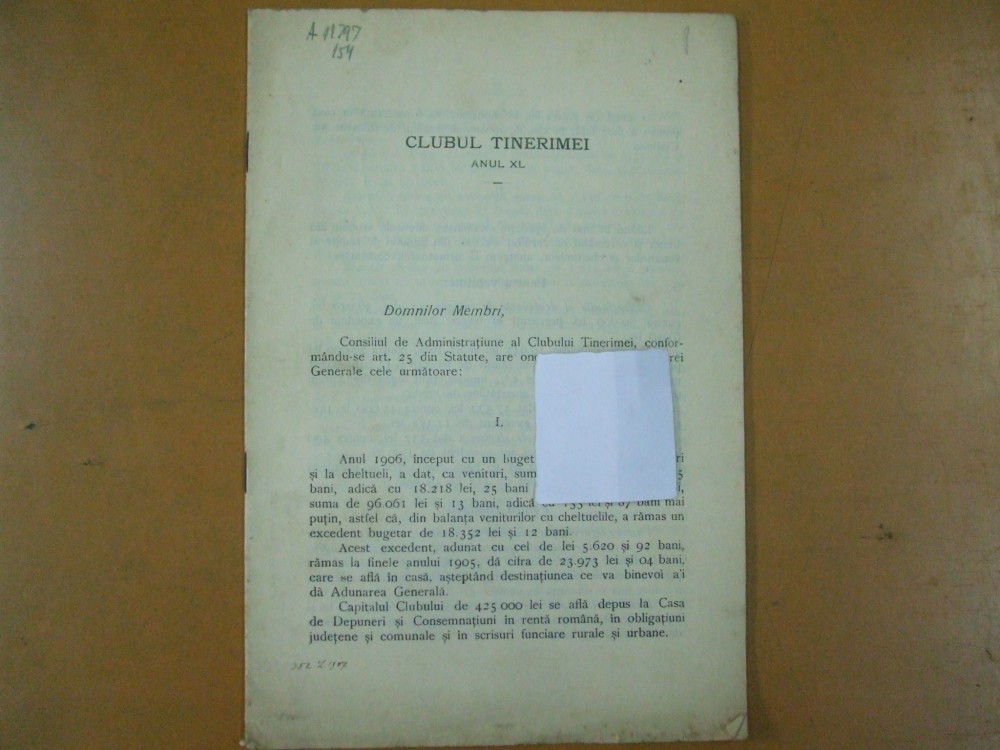 A 11797
154
CLUBUL TINERIMEI
ANUL XL
Domnilor Membri,
Consiliul de Administrațiune al Clubului Tinerimei, confor-
mându-se art. 25 din Statute, are
Generale cele următoare:
I.
Anul 1906, început cu un buget
și la cheltueli, a dat, ca venituri,
bani, adică cu 18.218 lei, 25 bani
suma de 96.061 lei și 13 bani, adică cu 133 lei și 87 bani mai
puțin, astfel că, din balanța veniturilor cu cheltuelile, a rămas un
excedent bugetar de 18.352 lei și 12 bani.
Acest excedent, adunat cu cel de lei 5.620 și 92 bani,
rămas la finele anului 1905, dă cifra de 23.973 lei și 04 bani,
care se află în casă, așteptând destinațiunea ce va binevoi a'i
dă Adunarea Generală.
Capitalul Clubului de 425 000 lei se află depus la Casa
de Depuneri și Consemnațiuni în rentă română, în obligațiuni
județene și comunale și în scrisuri funciare rurale și urbane.